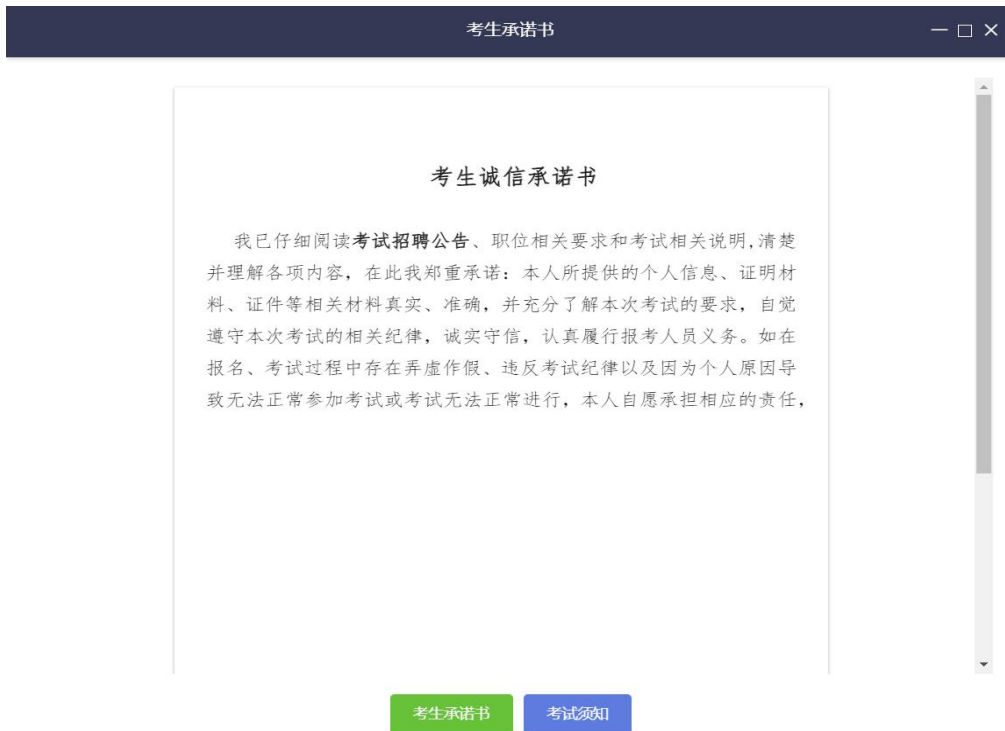 考生承诺书
考生诚信承诺书
我已仔细阅读考试招聘公告、职位相关要求和考试相关说明,清楚
并理解各项内容，在此我郑重承诺：本人所提供的个人信息、证明材
料、证件等相关材料真实、准确，并充分了解本次考试的要求，自觉
遵守本次考试的相关纪律，诚实守信，认真履行报考人员义务。如在
报名、考试过程中存在弄虚作假、违反考试纪律以及因为个人原因导
致无法正常参加考试或考试无法正常进行，本人自愿承担相应的责任，
考生承诺书
考试须知